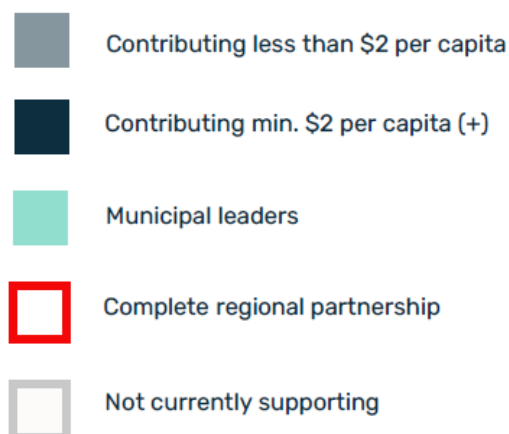 Contributing less than $2 per capita
Contributing min. $2 per capita (+)
Municipal leaders
Complete regional partnership
Not currently supporting